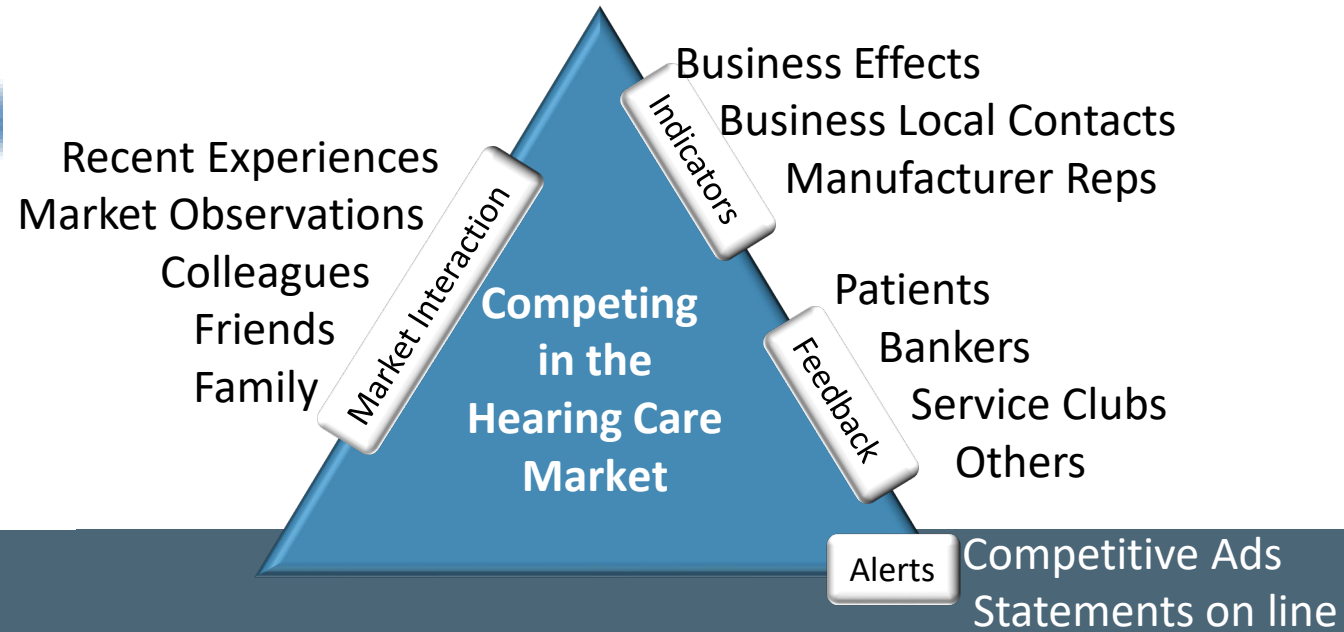 Business Effects
Indicators
Business Local Contacts
Manufacturer Reps
Recent Experiences
Market Observations
Colleagues
Friends
Family
Market Interaction
Competing
in the
Hearing Care
Market
Patients
Bankers
Service Clubs
Others
Feedback
Alerts
Competitive Ads
Statements on line